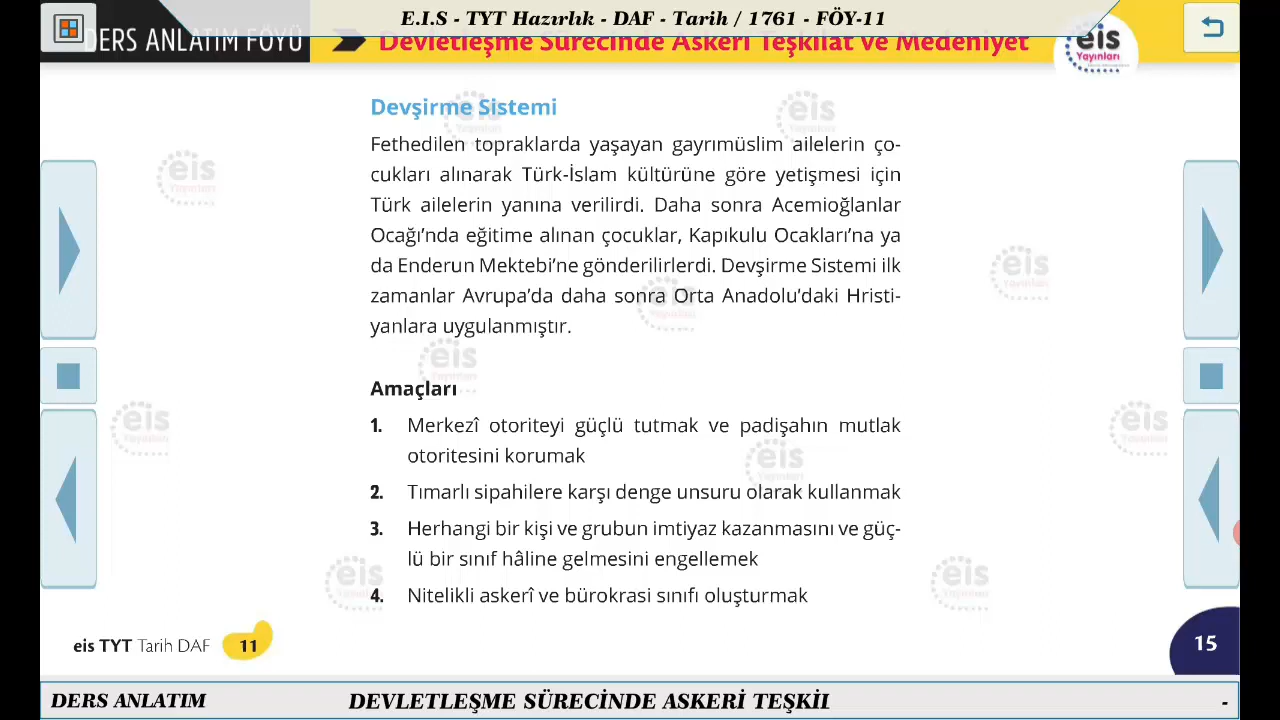 E.I.S - TYT Hazırlık - DAF - Tarih / 1761 - FÖY-11
DERS ANLATIM FÖYÜ
Devletleşme Sürecinde Askerî Teşkilat ve Medeniyet
eis
Yayınları
Devşirme Sistemi
Fethedilen topraklarda yaşayan gayrımüslim ailelerin ço-
cukları alınarak Türk-İslam kültürüne göre yetişmesi için
Türk ailelerin yanına verilirdi. Daha sonra Acemioğlanlar
Ocağı’nda eğitime alınan çocuklar, Kapıkulu Ocakları’na ya
da Enderun Mektebi’ne gönderilirlerdi. Devşirme Sistemi ilk
zamanlar Avrupa’da daha sonra Orta Anadolu’daki Hristi-
yanlara uygulanmıştır.
Amaçları
1. Merkezî otoriteyi güçlü tutmak ve padişahın mutlak
otoritesini korumak
2. Tımarlı sipahilere karşı denge unsuru olarak kullanmak
3. Herhangi bir kişi ve grubun imtiyaz kazanmasını ve güç-
lü bir sınıf hâline gelmesini engellemek
4. Nitelikli askerî ve bürokrasi sınıfı oluşturmak
eis TYT Tarih DAF 11
15
DERS ANLATIM DEVLETLEŞME SÜRECİNDE ASKERİ TEŞKİL -